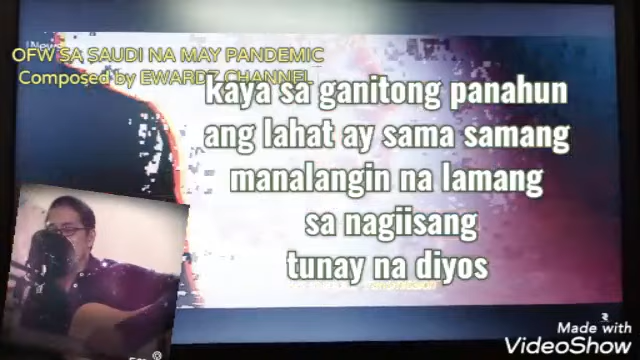 OFW SA SAUDI NA MAY PANDEMIC
Composed by EWARDZ CHANNEL
kaya sa ganitong panahun
ang lahat ay sama samang
manalangin na lamang
sa nagiisang
tunay na diyos
Made with
VideoShow